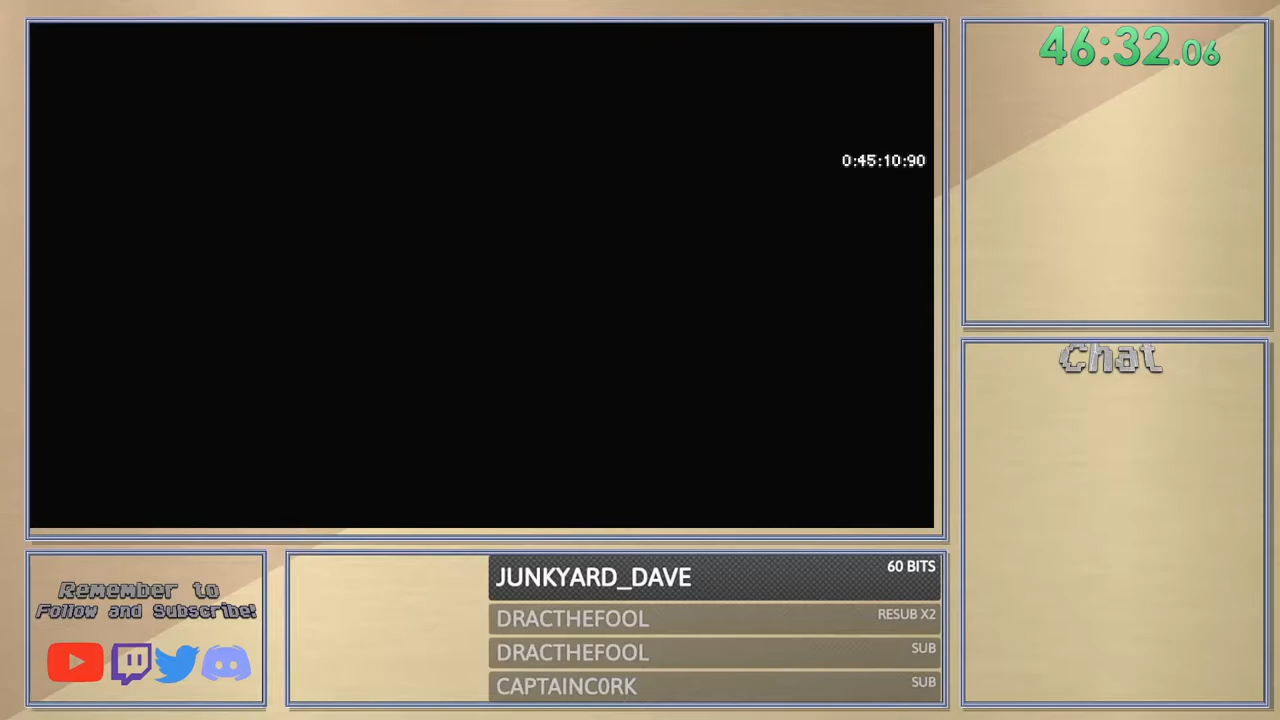 46:32.06
0:45:10:90
Chat
Remember to
Follow and Subscribe!
JUNKYARD_DAVE 60 BITS
DRACTHEFOOL RESUB X2
DRACTHEFOOL SUB
CAPTAINC0RK SUB